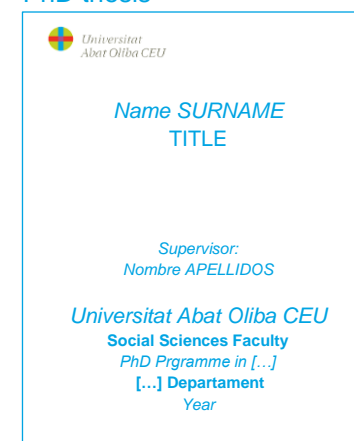 PhD thesis
Universitat
Abat Oliba CEU
Name SURNAME
TITLE
Supervisor:
Nombre APELLIDOS
Universitat Abat Oliba CEU
Social Sciences Faculty
PhD Prgramme in […]
[…] Departament
Year